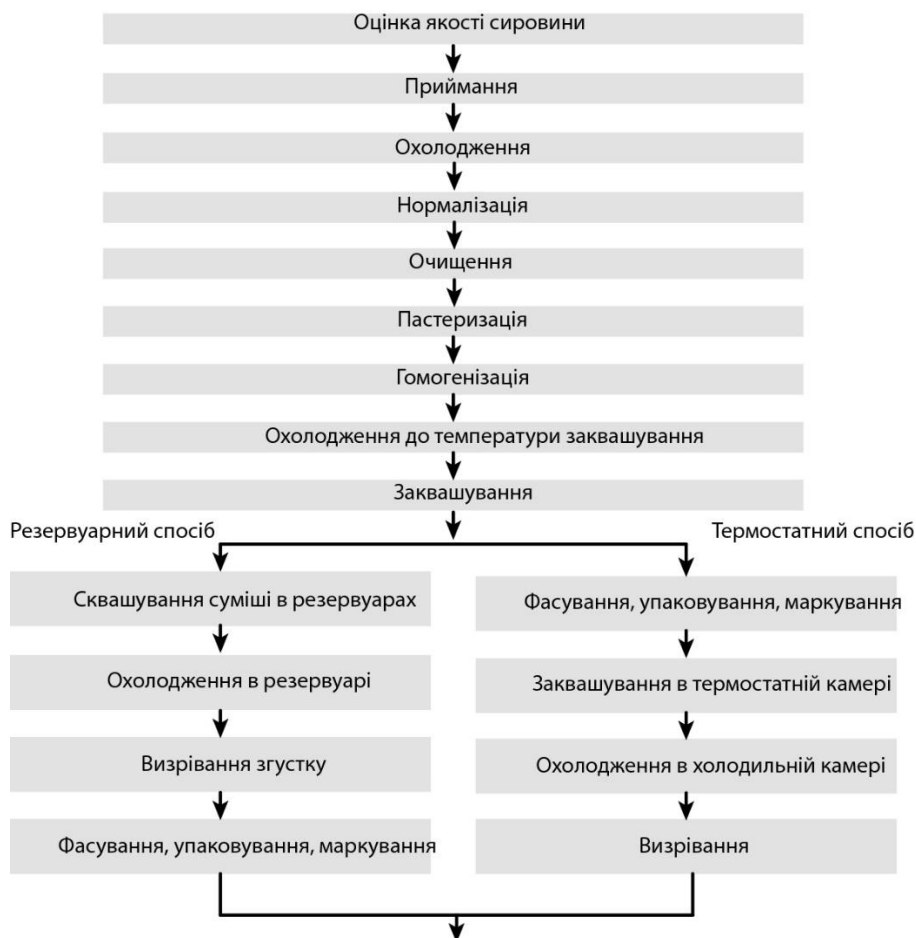 Оцінка якості сировини
Приймання
Охолодження
Нормалізація
Очищення
Пастеризація
Гомогенізація
Охолодження до температури заквашування
Заквашування
Резервуарний спосіб
Термостатний спосіб
Сквашування суміші в резервуарах
Охолодження в резервуарі
Визрівання згустку
Фасування, упаковування, маркування
Фасування, упаковування, маркування
Заквашування в термостатній камері
Охолодження в холодильній камері
Визрівання